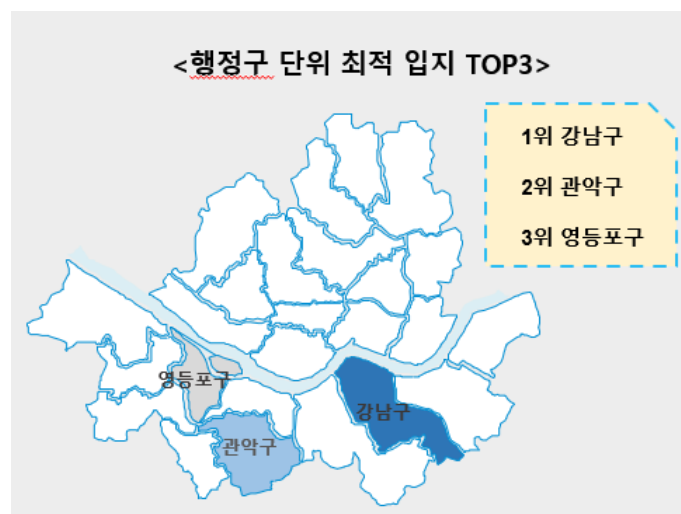 <행정구 단위 최적 입지 TOP3>
1위 강남구
2위 관악구
3위 영등포구
영등포구
강남구
관악구